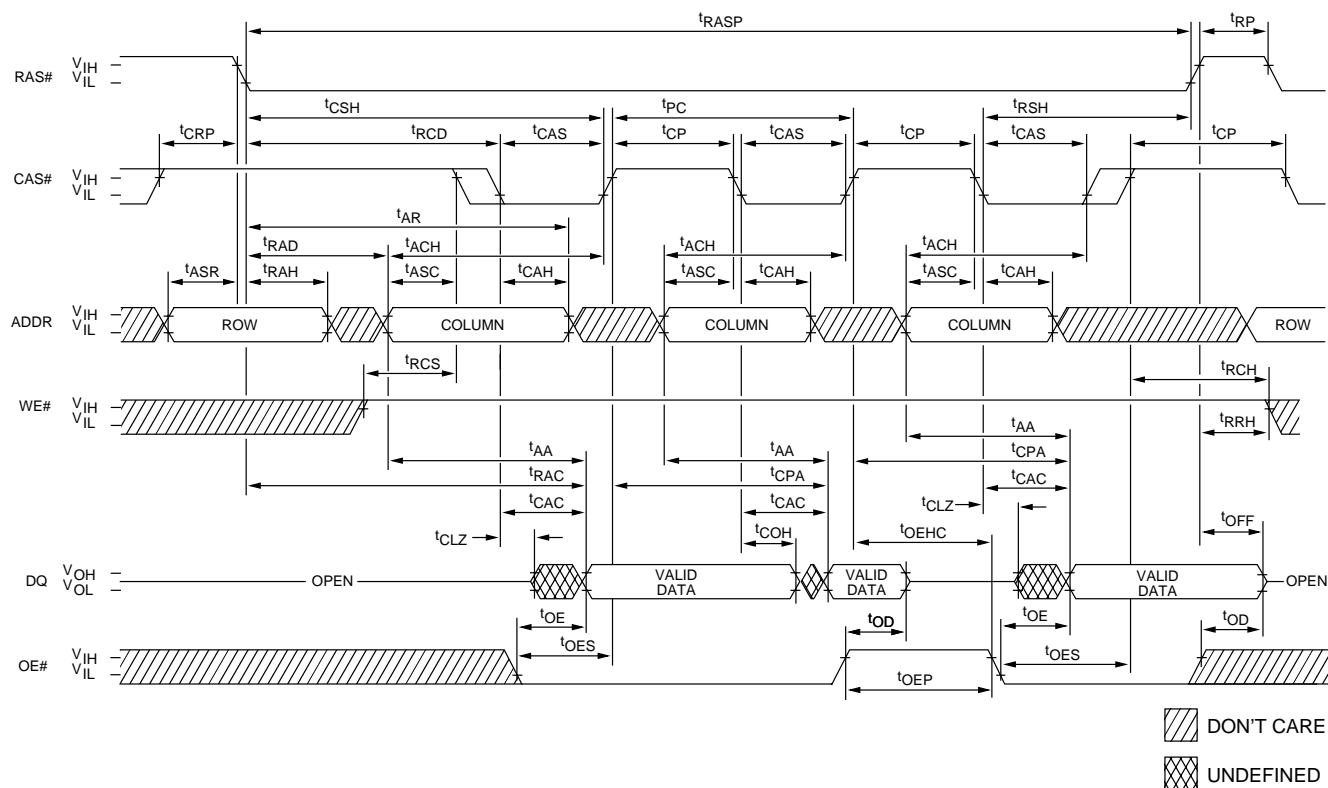 tRASP tRP
RAS# VIH
VIL
tCSH tPC tRSH
tCRP tRCD tCAS tCP tCAS tCP tCAS tCP
CAS# VIH
VIL
tAR
tRAD tACH tACH tACH
tASR tRAH tASC tCAH tASC tCAH tASC tCAH
ADDR VIH
VIL
ROW COLUMN COLUMN COLUMN ROW
tRCS tRCH
WE# VIH
VIL
tRRH
tAA tAA tAA
tRAC tCPA tCPA
tCAC tCAC tCAC
tCLZ tCOH tOEHC tCLZ tOFF
DQ VOH
VOL
OPEN VALID DATA VALID DATA VALID DATA OPEN
tOE tOD tOE tOD
tOES tOES
OE# VIH
VIL
tOEP
DON'T CARE
UNDEFINED